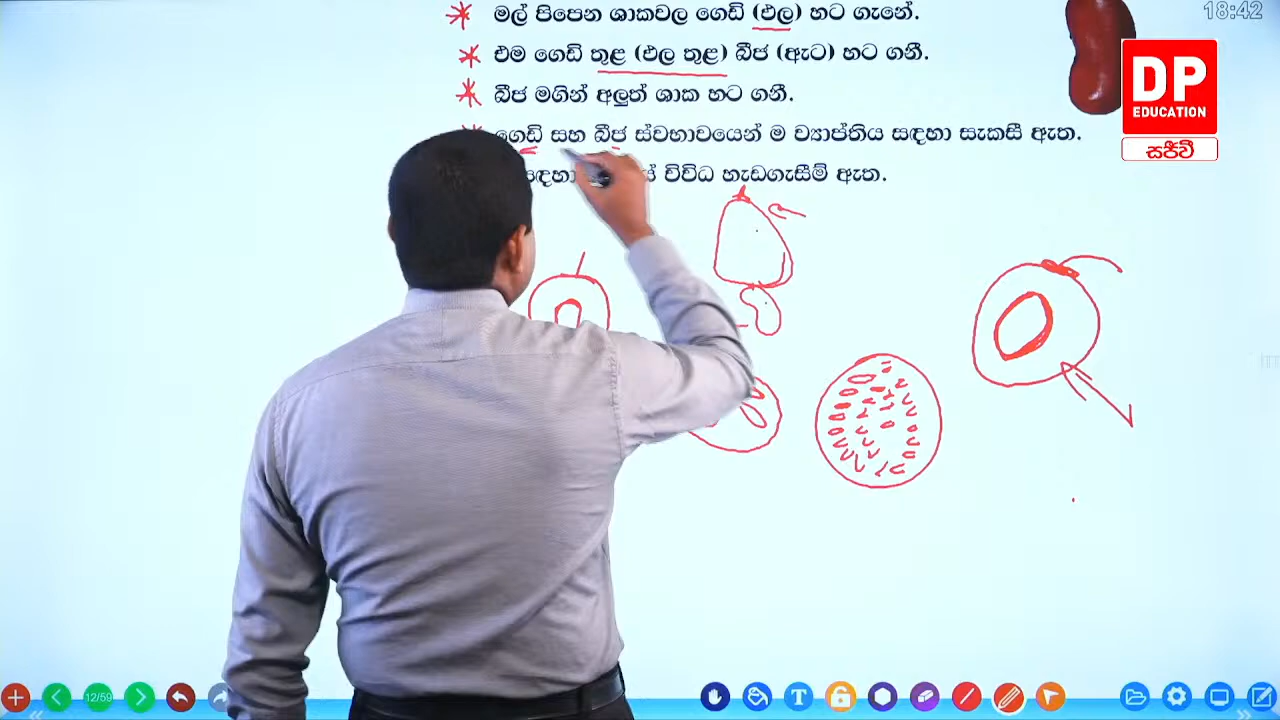 18:42
මල් පිපෙන ශාකවල ගෙඩි (ඵල) හට ගැනේ.
එම ගෙඩි තුළ (ඵල තුළ) බීජ (ඇට) හට ගනී.
බීජ මගින් අලුත් ශාක හට ගනී.
ගෙඩි සහ බීජ ස්වභාවයෙන් ම ව්‍යාප්තිය සඳහා සැකසී ඇත.
විවිධ හැඩගැසීම් ඇත.
DP
EDUCATION
සජීවී
12/59